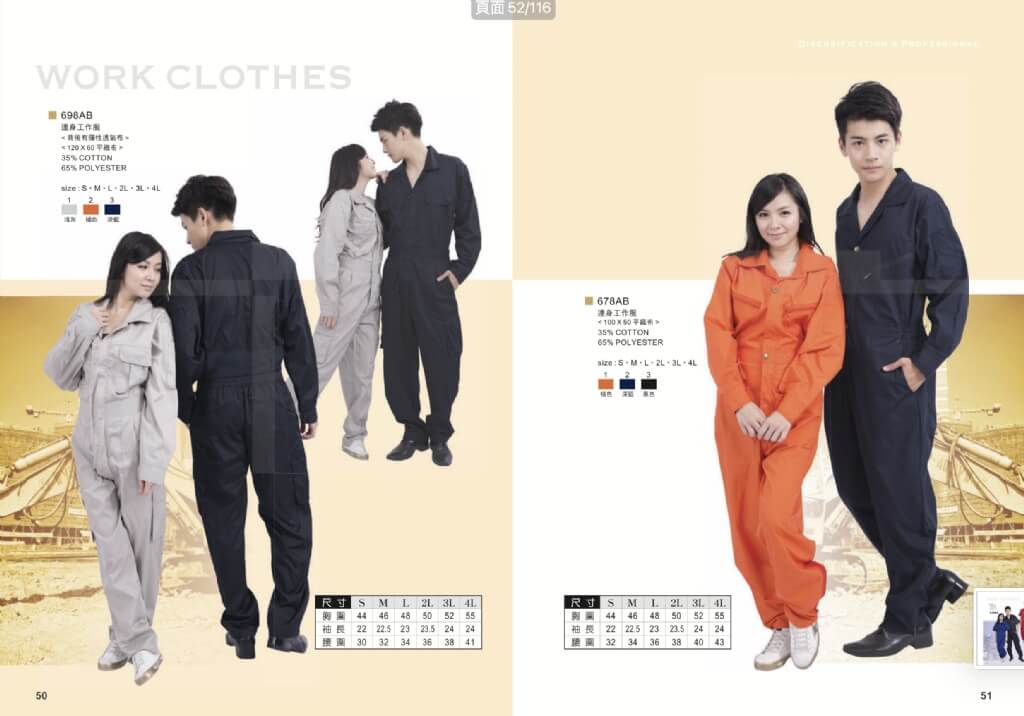 頁面 52/116
DIVERSIFICATION & PROFESSIONAL
WORK CLOTHES
698AB
連身工作服
<背後有彈性透氣布>
<120 X 60 平織布>
35% COTTON
65% POLYESTER
size : S・M・L・2L・3L・4L
1 2 3
淺灰 橘色 深藍
尺寸 S M L 2L 3L 4L
胸圍 44 46 48 50 52 55
袖長 22 22.5 23 23.5 24 24
腰圍 30 32 34 36 38 41
50
678AB
連身工作服
<100 X 50 平織布>
35% COTTON
65% POLYESTER
size : S・M・L・2L・3L・4L
1 2 3
橘色 深藍 黑色
尺寸 S M L 2L 3L 4L
胸圍 44 46 48 50 52 55
袖長 22 22.5 23 23.5 24 24
腰圍 32 34 36 38 40 43
51